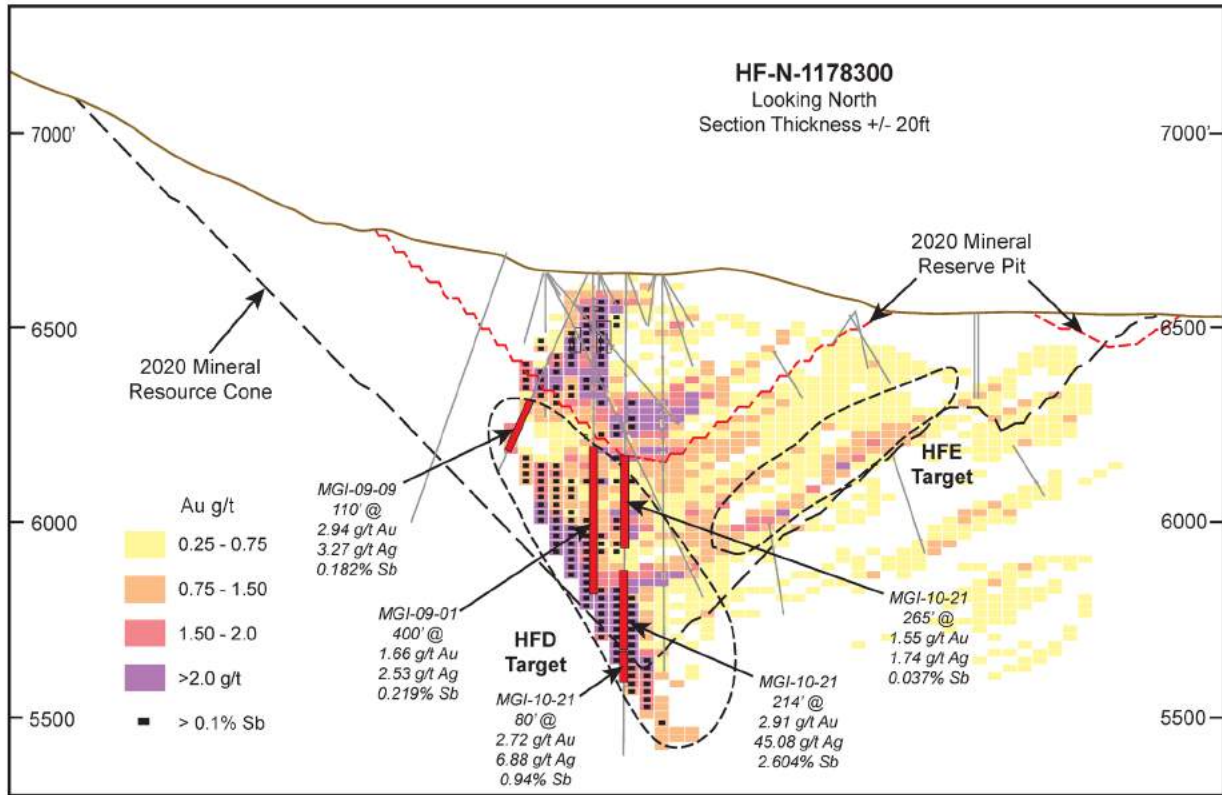 HF-N-1178300
Looking North
Section Thickness +/- 20ft
7000'
7000'
2020 Mineral
Reserve Pit
6500
6500
2020 Mineral
Resource Cone
HFE
Target
Au g/t
0.25 - 0.75
0.75 - 1.50
1.50 - 2.0
>2.0 g/t
> 0.1% Sb
6000
6000
MGI-09-09
110' @
2.94 g/t Au
3.27 g/t Ag
0.182% Sb
MGI-09-01
400' @
1.66 g/t Au
2.53 g/t Ag
0.219% Sb
HFD
Target
MGI-10-21
80' @
2.72 g/t Au
6.88 g/t Ag
0.94% Sb
MGI-10-21
214' @
2.91 g/t Au
45.08 g/t Ag
2.604% Sb
MGI-10-21
265' @
1.55 g/t Au
1.74 g/t Ag
0.037% Sb
5500
5500